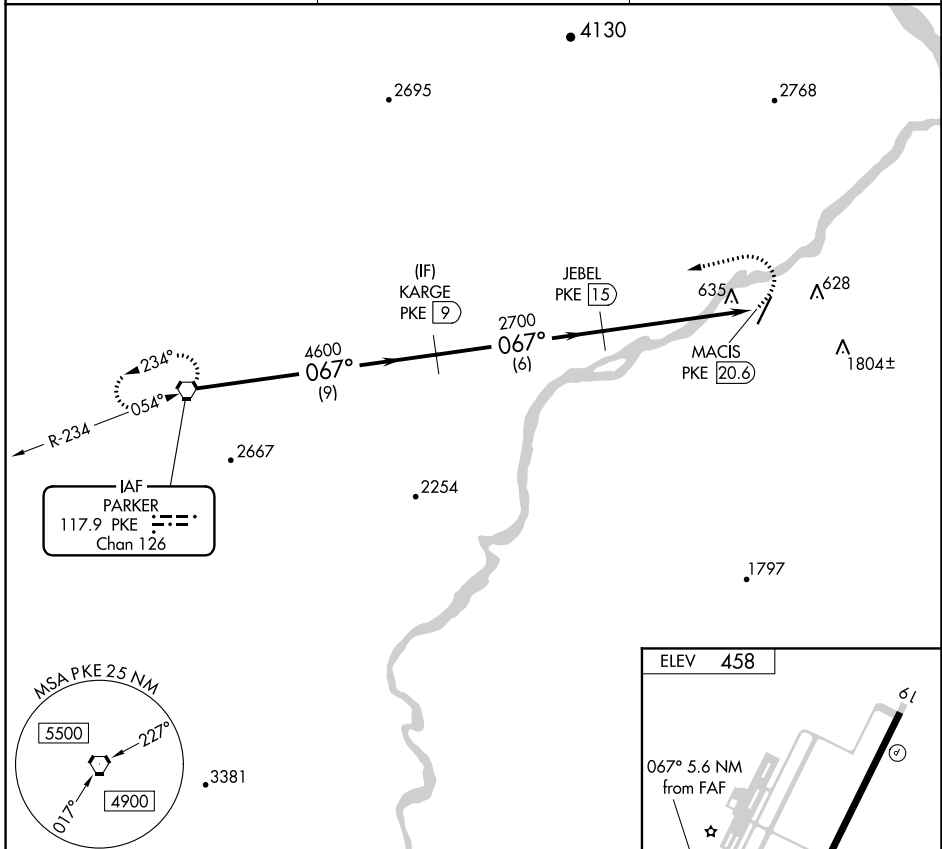 4130
2695
2768
(IF)
KARGE
PKE 9
JEBEL
PKE 15
635
628
2700
067°
(6)
4600
067°
(9)
MACIS
PKE 20.6
1804±
234°
054°
R-234
2667
2254
IAF
PARKER
117.9 PKE
Chan 126
1797
MSA PKE 25 NM
5500
227°
4900
017°
3381
ELEV 458
19
P
067° 5.6 NM
from FAF